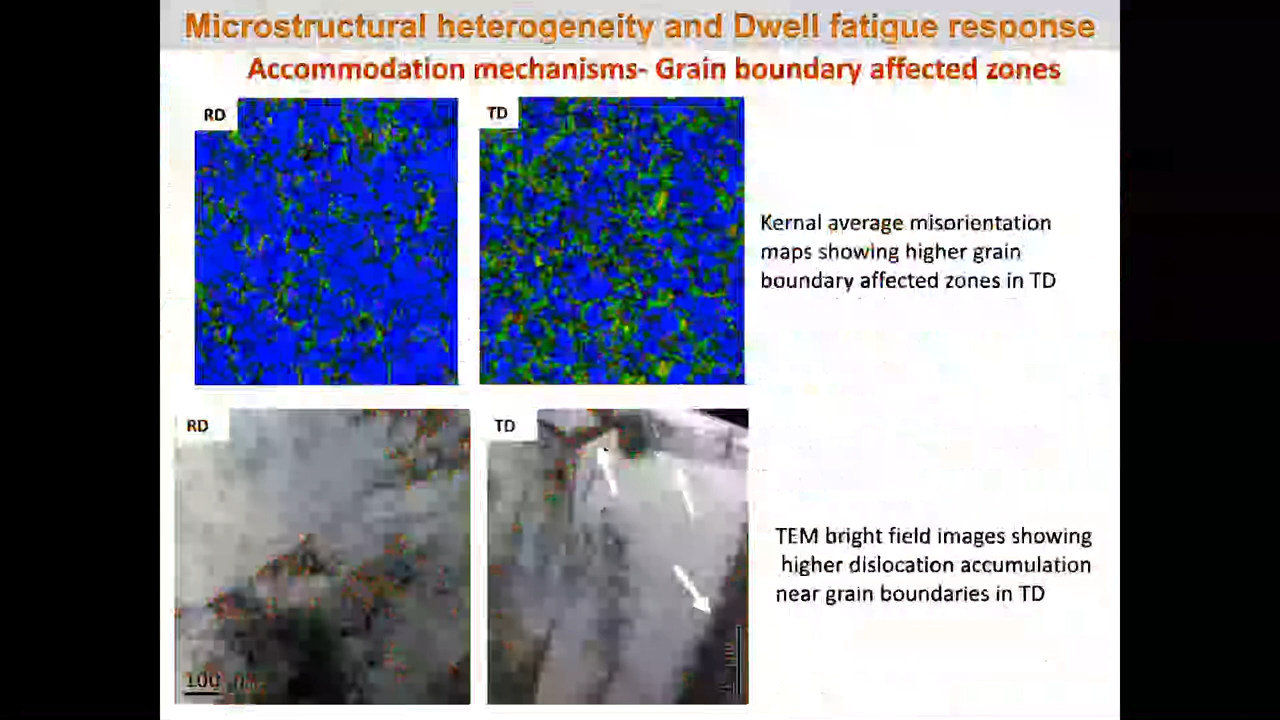 Microstructural heterogeneity and Dwell fatigue response
Accommodation mechanisms- Grain boundary affected zones
RD
TD
Kernal average misorientation
maps showing higher grain
boundary affected zones in TD
RD
TD
TEM bright field images showing
higher dislocation accumulation
near grain boundaries in TD
100